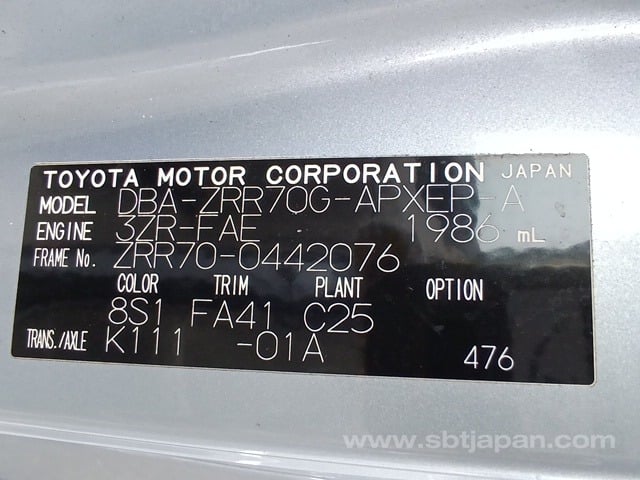 TOYOTA MOTOR CORPORATION JAPAN
MODEL DBA-ZRR70G-APXEP-A
ENGINE 3ZR-FAE 1986 mL
FRAME No. ZRR70-0442076
COLOR TRIM PLANT OPTION
8S1 FA41 C25
TRANS./AXLE K111 -01A
476
www.sbtjapan.com